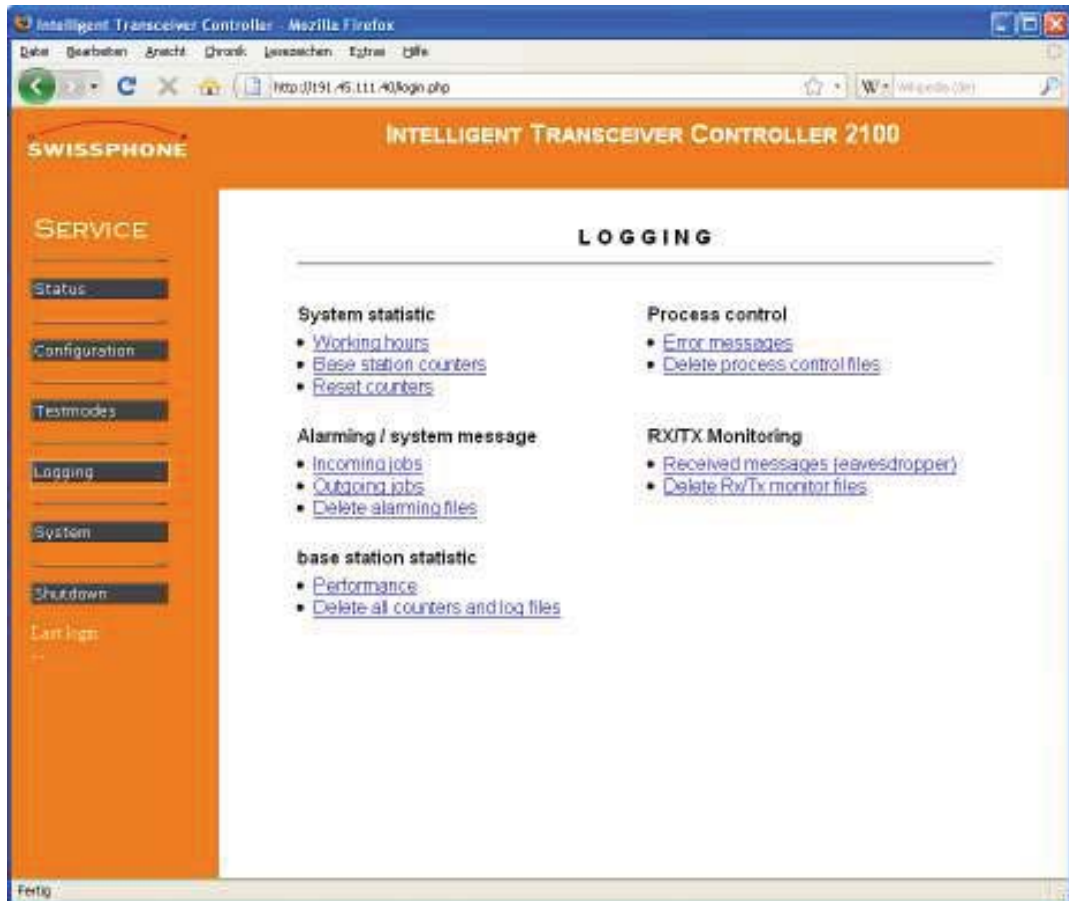 Intelligent Transceiver Controller - Mozilla Firefox
Datei Bearbeiten Ansicht Chronik Lesezeichen Extras Hilfe
http://191.45.111.40/login.php
W Wikipedia (de)
SWISSPHONE
INTELLIGENT TRANSCEIVER CONTROLLER 2100
SERVICE
Status
Configuration
Testmodes
Logging
System
Shutdown
Last login
--
LOGGING
System statistic
• Working hours
• Base station counters
• Reset counters
Process control
• Error messages
• Delete process control files
Alarming / system message
• Incoming jobs
• Outgoing jobs
• Delete alarming files
RX/TX Monitoring
• Received messages (eavesdropper)
• Delete Rx/Tx monitor files
base station statistic
• Performance
• Delete all counters and log files
Fertig